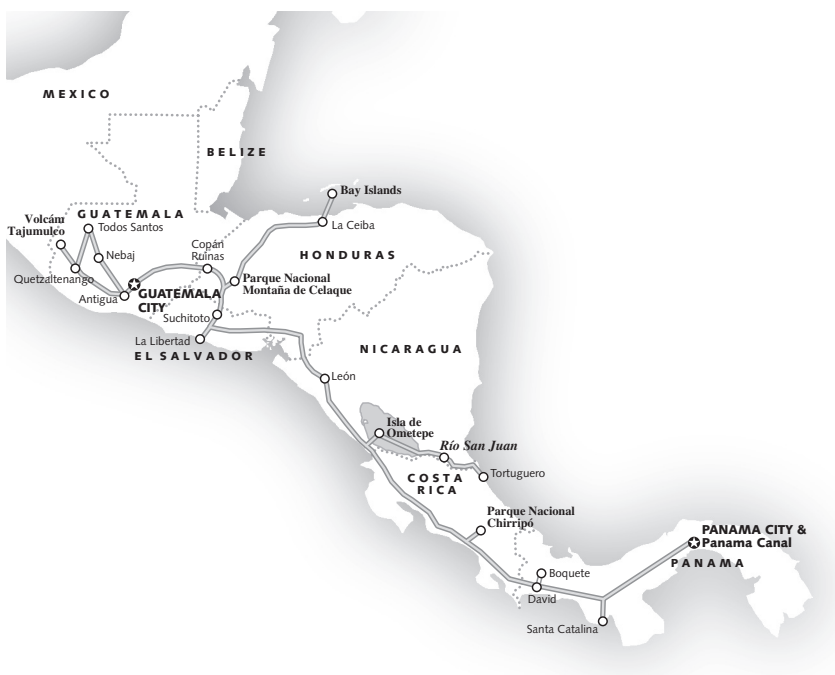 MEXICO
BELIZE
Bay Islands
Volcán
Tajumulco
GUATEMALA
Todos Santos
La Ceiba
Nebaj
Copán
Ruinas
HONDURAS
Quetzaltenango
Parque Nacional
Montaña de Celaque
Antigua
GUATEMALA
CITY
Suchitoto
La Libertad
EL SALVADOR
NICARAGUA
León
Isla de
Ometepe
Río San Juan
Tortuguero
COSTA
RICA
Parque Nacional
Chirripó
PANAMA CITY &
Panama Canal
PANAMA
Boquete
David
Santa Catalina